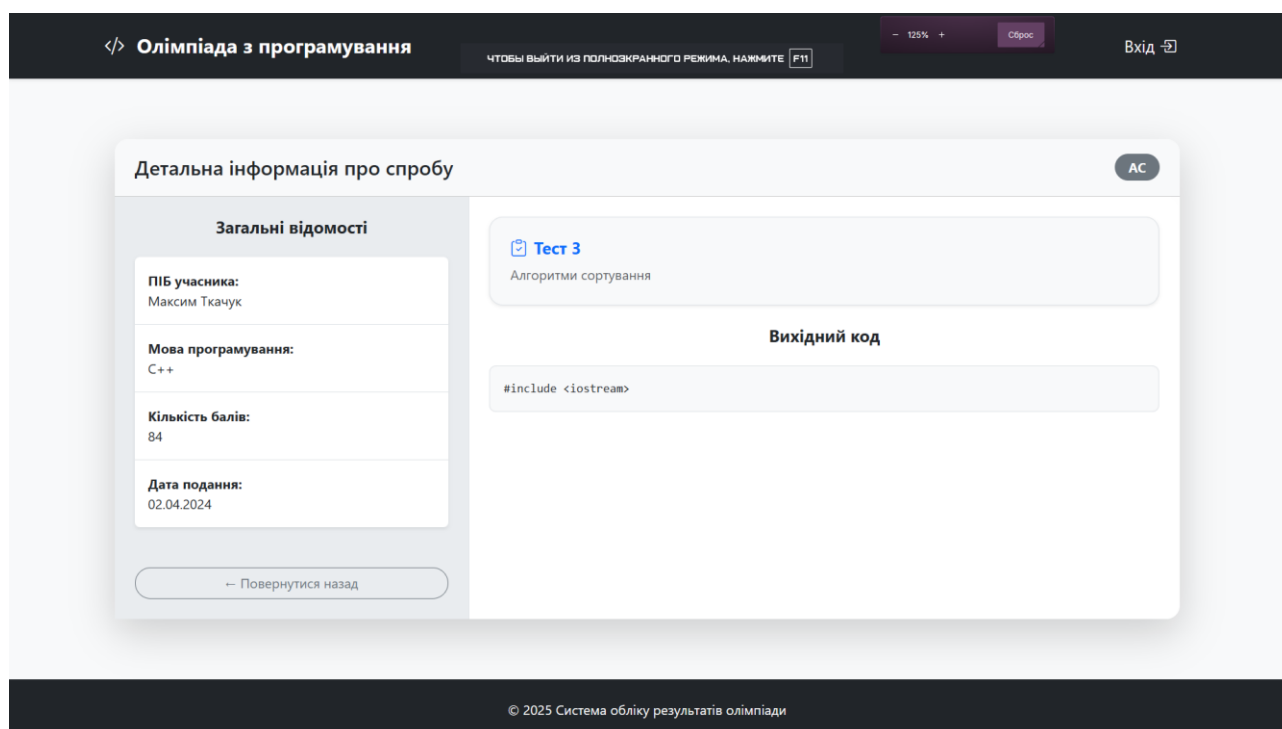 </> Олімпіада з програмування
ЧТОБЫ ВЫЙТИ ИЗ ПОЛНОЭКРАННОГО РЕЖИМА, НАЖМИТЕ F11
− 125% + Сброс
Вхід
Детальна інформація про спробу
AC
Загальні відомості
ПІБ учасника:
Максим Ткачук
Мова програмування:
C++
Кількість балів:
84
Дата подання:
02.04.2024
← Повернутися назад
Тест 3
Алгоритми сортування
Вихідний код
#include <iostream>
© 2025 Система обліку результатів олімпіади